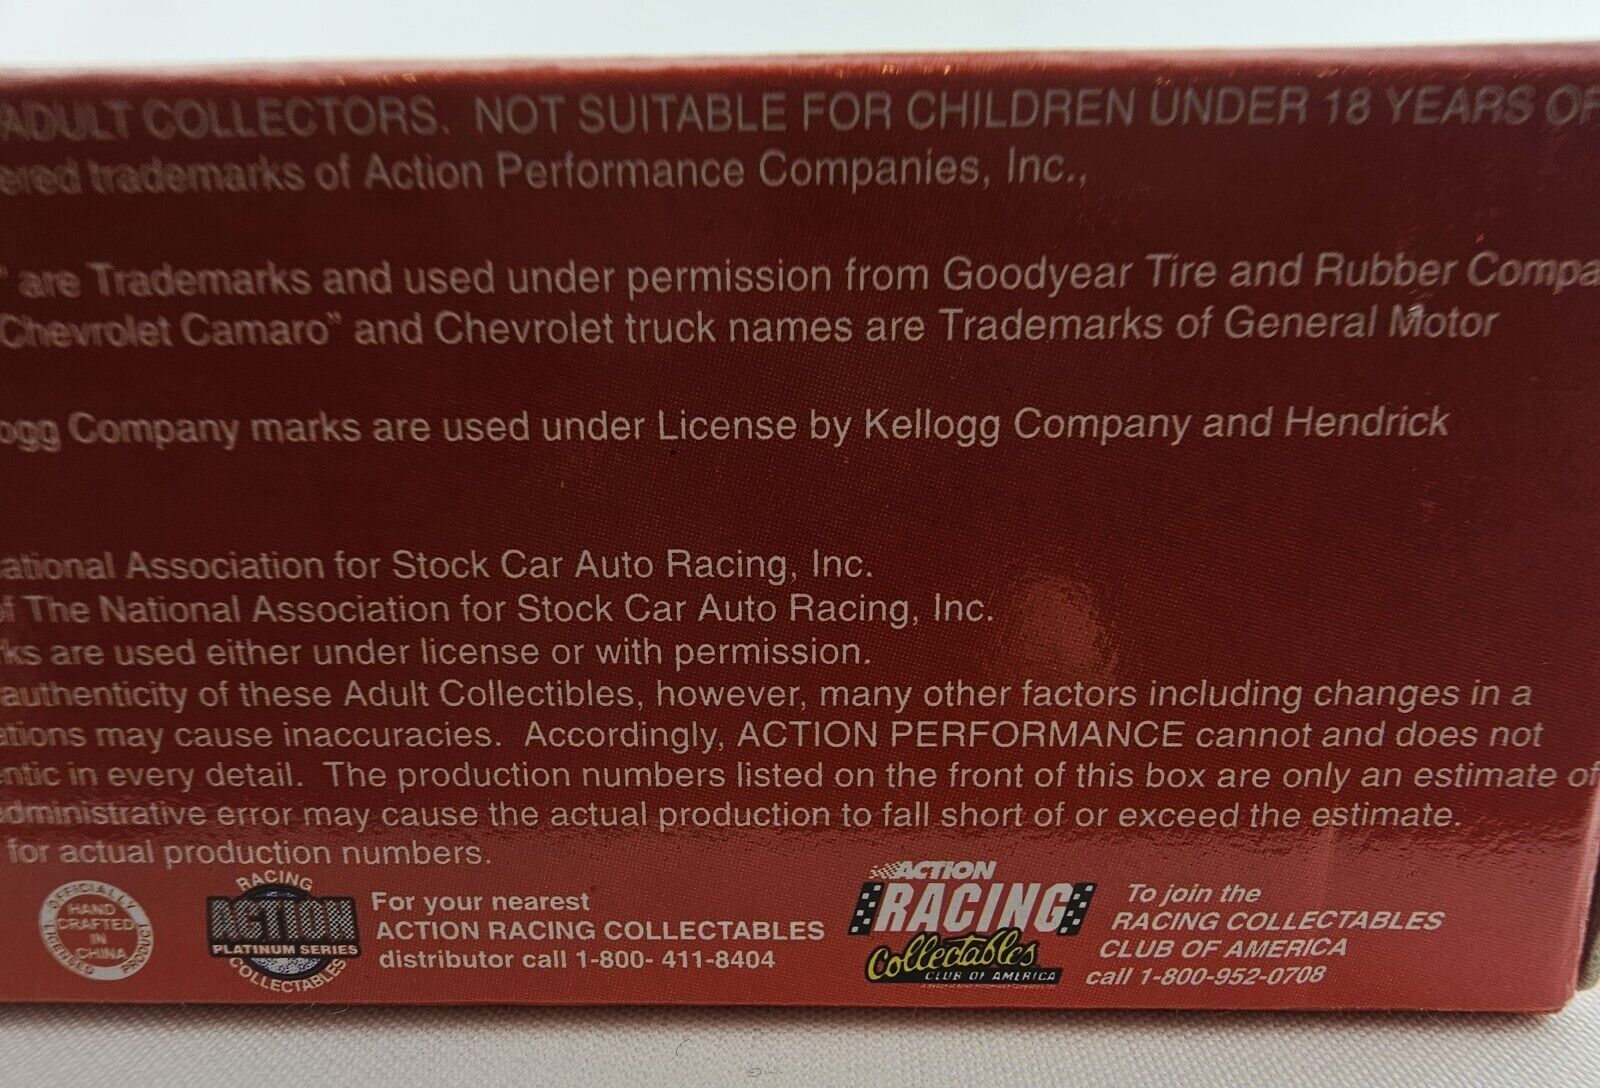 ADULT COLLECTORS. NOT SUITABLE FOR CHILDREN UNDER 18 YEARS OF
ered trademarks of Action Performance Companies, Inc.,
" are Trademarks and used under permission from Goodyear Tire and Rubber Compa
Chevrolet Camaro" and Chevrolet truck names are Trademarks of General Motor
ogg Company marks are used under License by Kellogg Company and Hendrick
ational Association for Stock Car Auto Racing, Inc.
of The National Association for Stock Car Auto Racing, Inc.
ks are used either under license or with permission.
authenticity of these Adult Collectibles, however, many other factors including changes in a
ations may cause inaccuracies. Accordingly, ACTION PERFORMANCE cannot and does not
entic in every detail. The production numbers listed on the front of this box are only an estimate of
administrative error may cause the actual production to fall short of or exceed the estimate.
for actual production numbers.
OFFICIALLY LICENSED PRODUCT
HAND
CRAFTED
IN
CHINA
RACING
ACTION
PLATINUM SERIES
COLLECTABLES
For your nearest
ACTION RACING COLLECTABLES
distributor call 1-800- 411-8404
ACTION
RACING
Collectables
CLUB OF AMERICA
To join the
RACING COLLECTABLES
CLUB OF AMERICA
call 1-800-952-0708